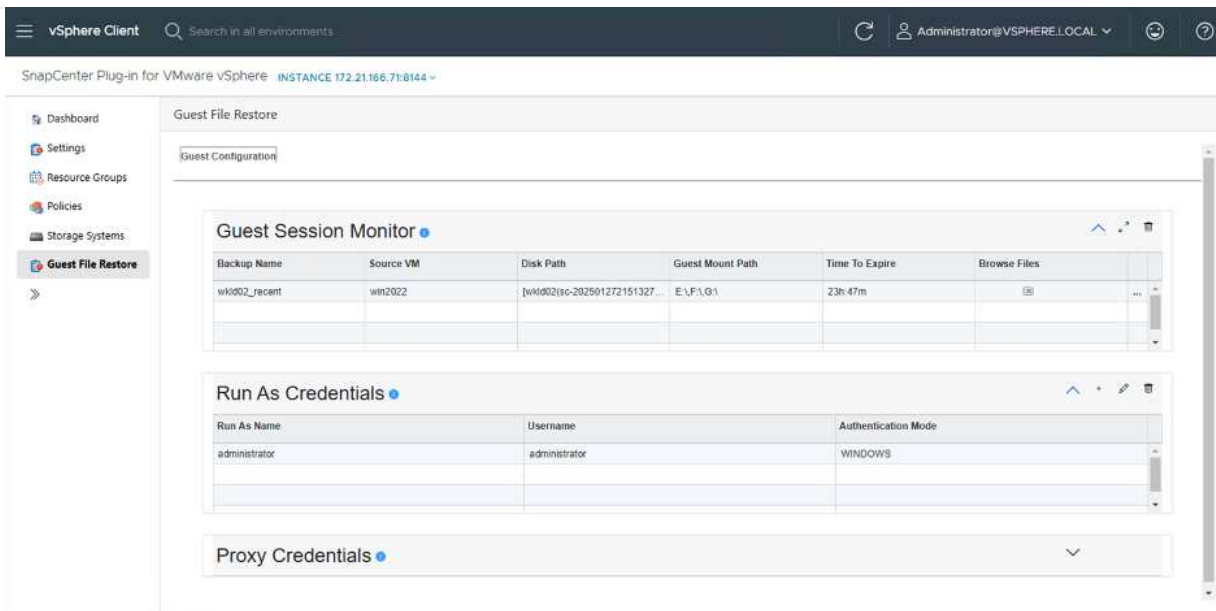 vSphere Client Search in all environments Administrator@VSPHERE.LOCAL
SnapCenter Plug-in for VMware vSphere INSTANCE 172.21.166.71:8144
Dashboard
Settings
Resource Groups
Policies
Storage Systems
Guest File Restore
Guest File Restore
Guest Configuration
Guest Session Monitor
Backup Name Source VM Disk Path Guest Mount Path Time To Expire Browse Files
wkld02_recent win2022 [wkld02(sc-202501272151327... E:\,F:\,G:\ 23h:47m ...
Run As Credentials
Run As Name Username Authentication Mode
administrator administrator WINDOWS
Proxy Credentials